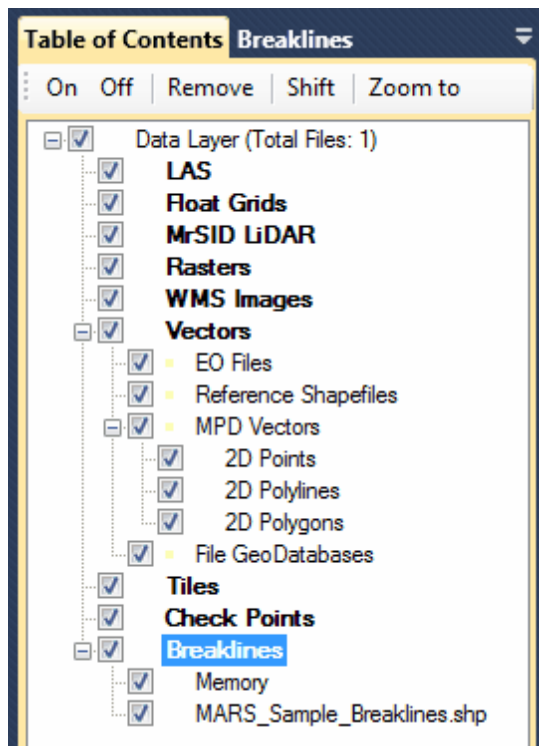 Table of Contents Breaklines
On Off Remove Shift Zoom to
Data Layer (Total Files: 1)
LAS
Float Grids
MrSID LiDAR
Rasters
WMS Images
Vectors
EO Files
Reference Shapefiles
MPD Vectors
2D Points
2D Polylines
2D Polygons
File GeoDatabases
Tiles
Check Points
Breaklines
Memory
MARS_Sample_Breaklines.shp